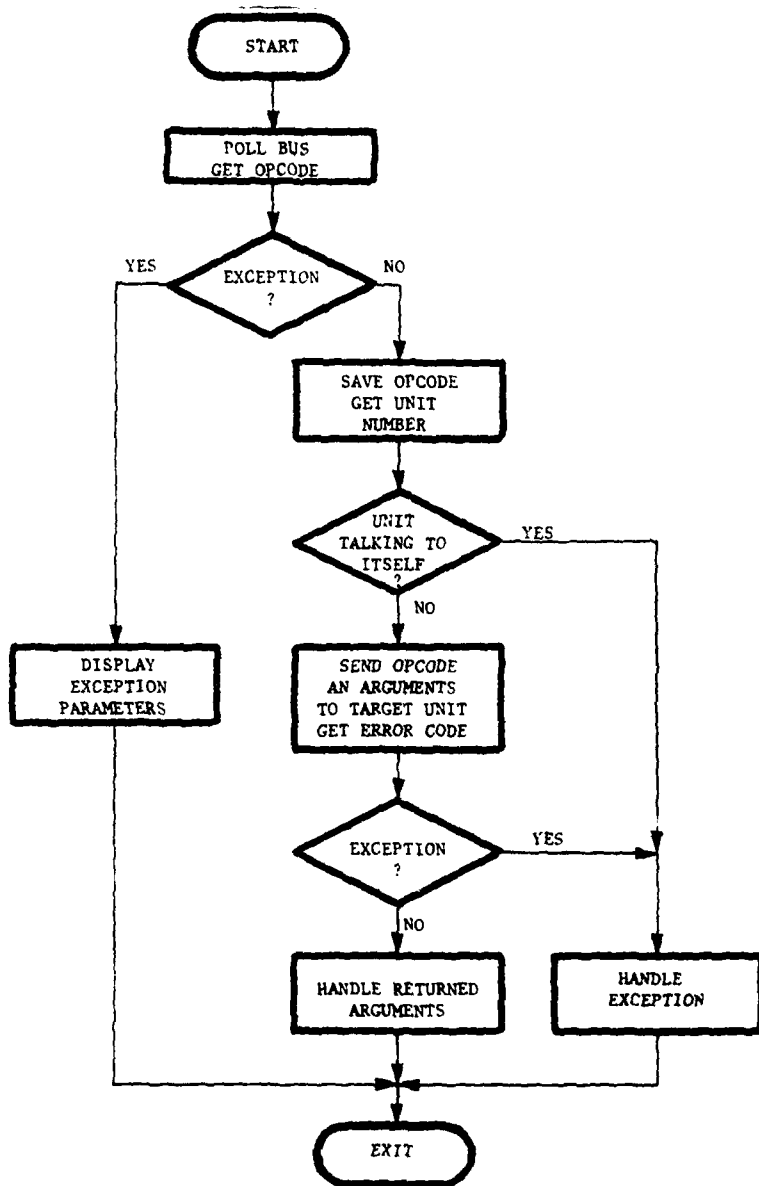 START
POLL BUS
GET OPCODE
YES
EXCEPTION
?
NO
SAVE OPCODE
GET UNIT
NUMBER
UNIT
TALKING TO
ITSELF
?
YES
NO
DISPLAY
EXCEPTION
PARAMETERS
SEND OPCODE
AN ARGUMENTS
TO TARGET UNIT
GET ERROR CODE
EXCEPTION
?
YES
NO
HANDLE RETURNED
ARGUMENTS
HANDLE
EXCEPTION
EXIT